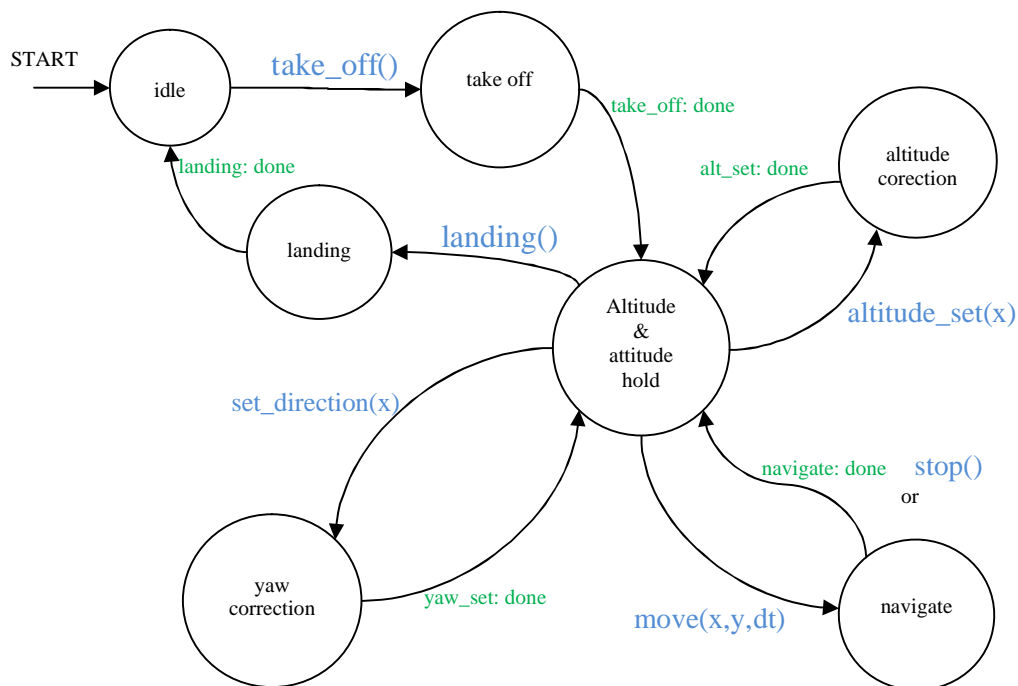 START
idle
take_off()
take off
take_off: done
landing: done
alt_set: done
altitude
corection
landing
landing()
Altitude
&
attitude
hold
altitude_set(x)
set_direction(x)
navigate: done
stop()
or
yaw
correction
yaw_set: done
move(x,y,dt)
navigate